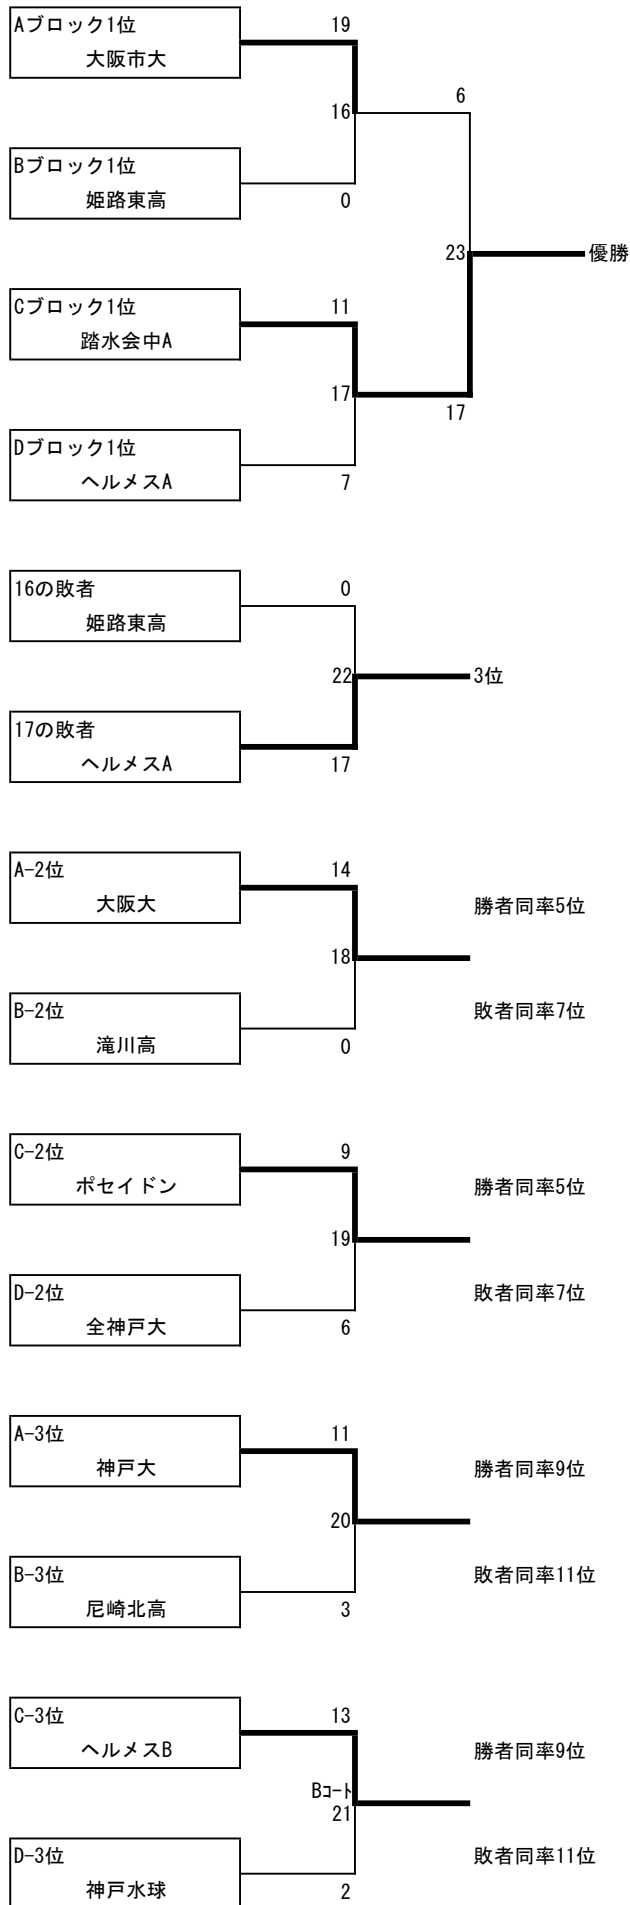 Aブロック1位
19
大阪市大
6
16
Bブロック1位
姫路東高
0
23
優勝
Cブロック1位
11
踏水会中A
17
17
Dブロック1位
ヘルメスA
7
16の敗者
0
姫路東高
22
3位
17の敗者
ヘルメスA
17
A-2位
14
大阪大
勝者同率5位
18
B-2位
敗者同率7位
滝川高
0
C-2位
9
ポセイドン
勝者同率5位
19
D-2位
敗者同率7位
全神戸大
6
A-3位
11
神戸大
勝者同率9位
20
B-3位
敗者同率11位
尼崎北高
3
C-3位
13
ヘルメスB
勝者同率9位
Bコート
21
D-3位
敗者同率11位
神戸水球
2